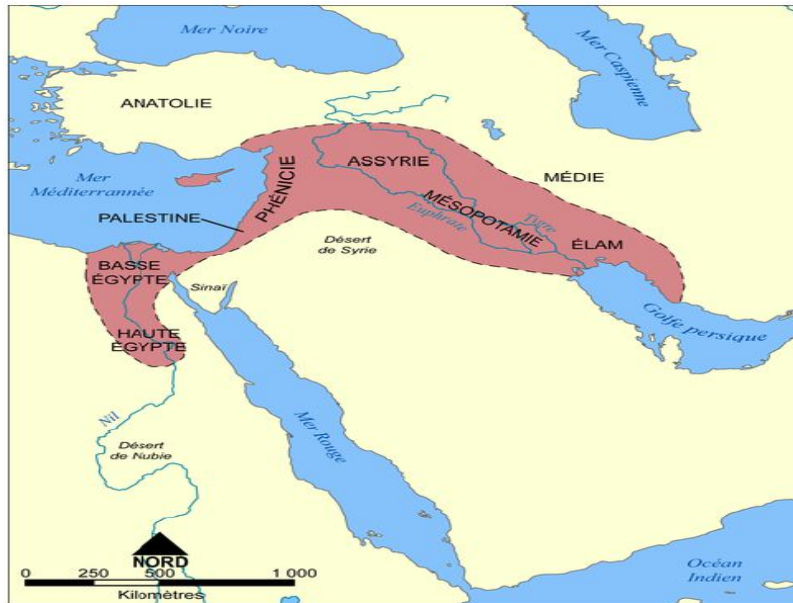 Mer Noire
Mer Caspienne
ANATOLIE
ASSYRIE
MÉDIE
Mer
Méditerrannée
PHÉNICIE
MÉSOPOTAMIE
Tigre
Euphrate
PALESTINE
ÉLAM
Désert
de Syrie
BASSE
ÉGYPTE
Sinaï
Golfe persique
HAUTE
ÉGYPTE
Nil
Mer Rouge
Désert
de Nubie
NORD
0 250 500 1 000
Kilomètres
Océan
Indien